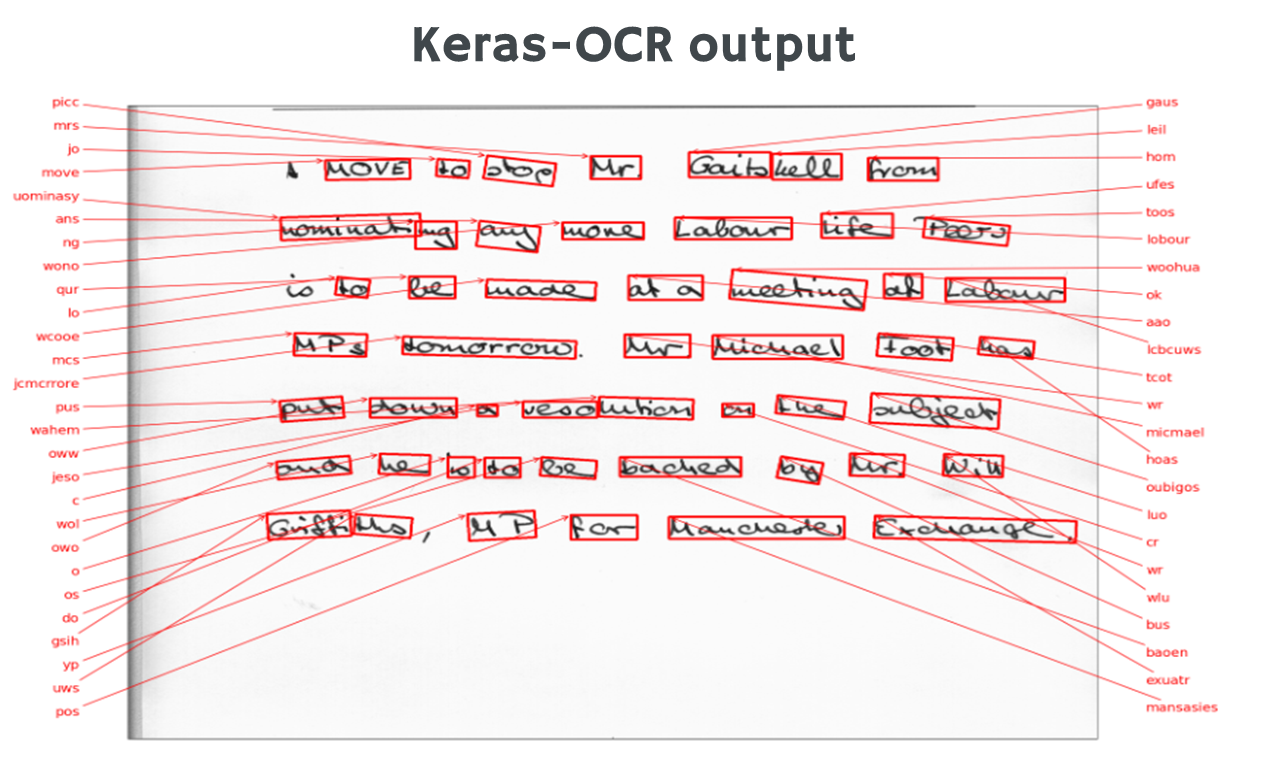 Keras-OCR output
picc
mrs
jo
move
uominasy
ans
ng
wono
qur
lo
wcooe
mcs
jcmcrrore
pus
wahem
oww
jeso
c
wol
owo
o
os
do
gsih
yp
uws
pos
A MOVE to stop Mr. Gaitskell from
nominating any more Labour life Peers
is to be made at a meeting of Labour
MPs tomorrow. Mr Michael Foot has
put down a resolution on the subject
and he is to be backed by Mr. Will
Griffiths, MP for Manchester Exchange.
gaus
leil
hom
ufes
toos
lobour
woohua
ok
aao
lcbcuws
tcot
wr
micmael
hoas
oubigos
luo
cr
wr
wlu
bus
baoen
exuatr
mansasies